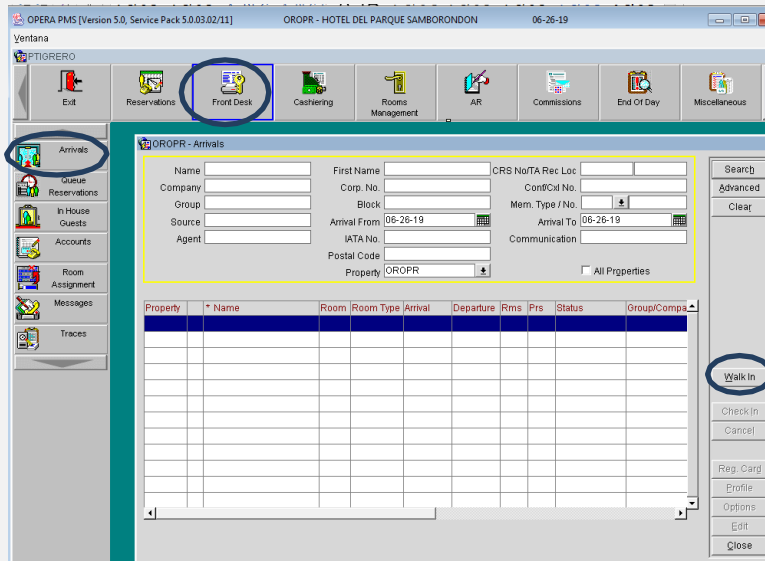 OPERA PMS [Version 5.0, Service Pack 5.0.03.02/11] OROPR - HOTEL DEL PARQUE SAMBORONDON 06-26-19
Ventana
PTIGRERO
Exit Reservations Front Desk Cashiering Rooms Management AR Commissions End Of Day Miscellaneous
Arrivals
Queue Reservations
In House Guests
Accounts
Room Assignment
Messages
Traces
OROPR - Arrivals
Name First Name CRS No/TA Rec Loc
Company Corp. No. Conf/Cxl No.
Group Block Mem. Type / No.
Source Arrival From 06-26-19 Arrival To 06-26-19
Agent IATA No. Communication
Postal Code
Property OROPR All Properties
Property * Name Room Room Type Arrival Departure Rms Prs Status Group/Compa
Search
Advanced
Clear
Walk In
Check In
Cancel
Reg. Card
Profile
Options
Edit
Close